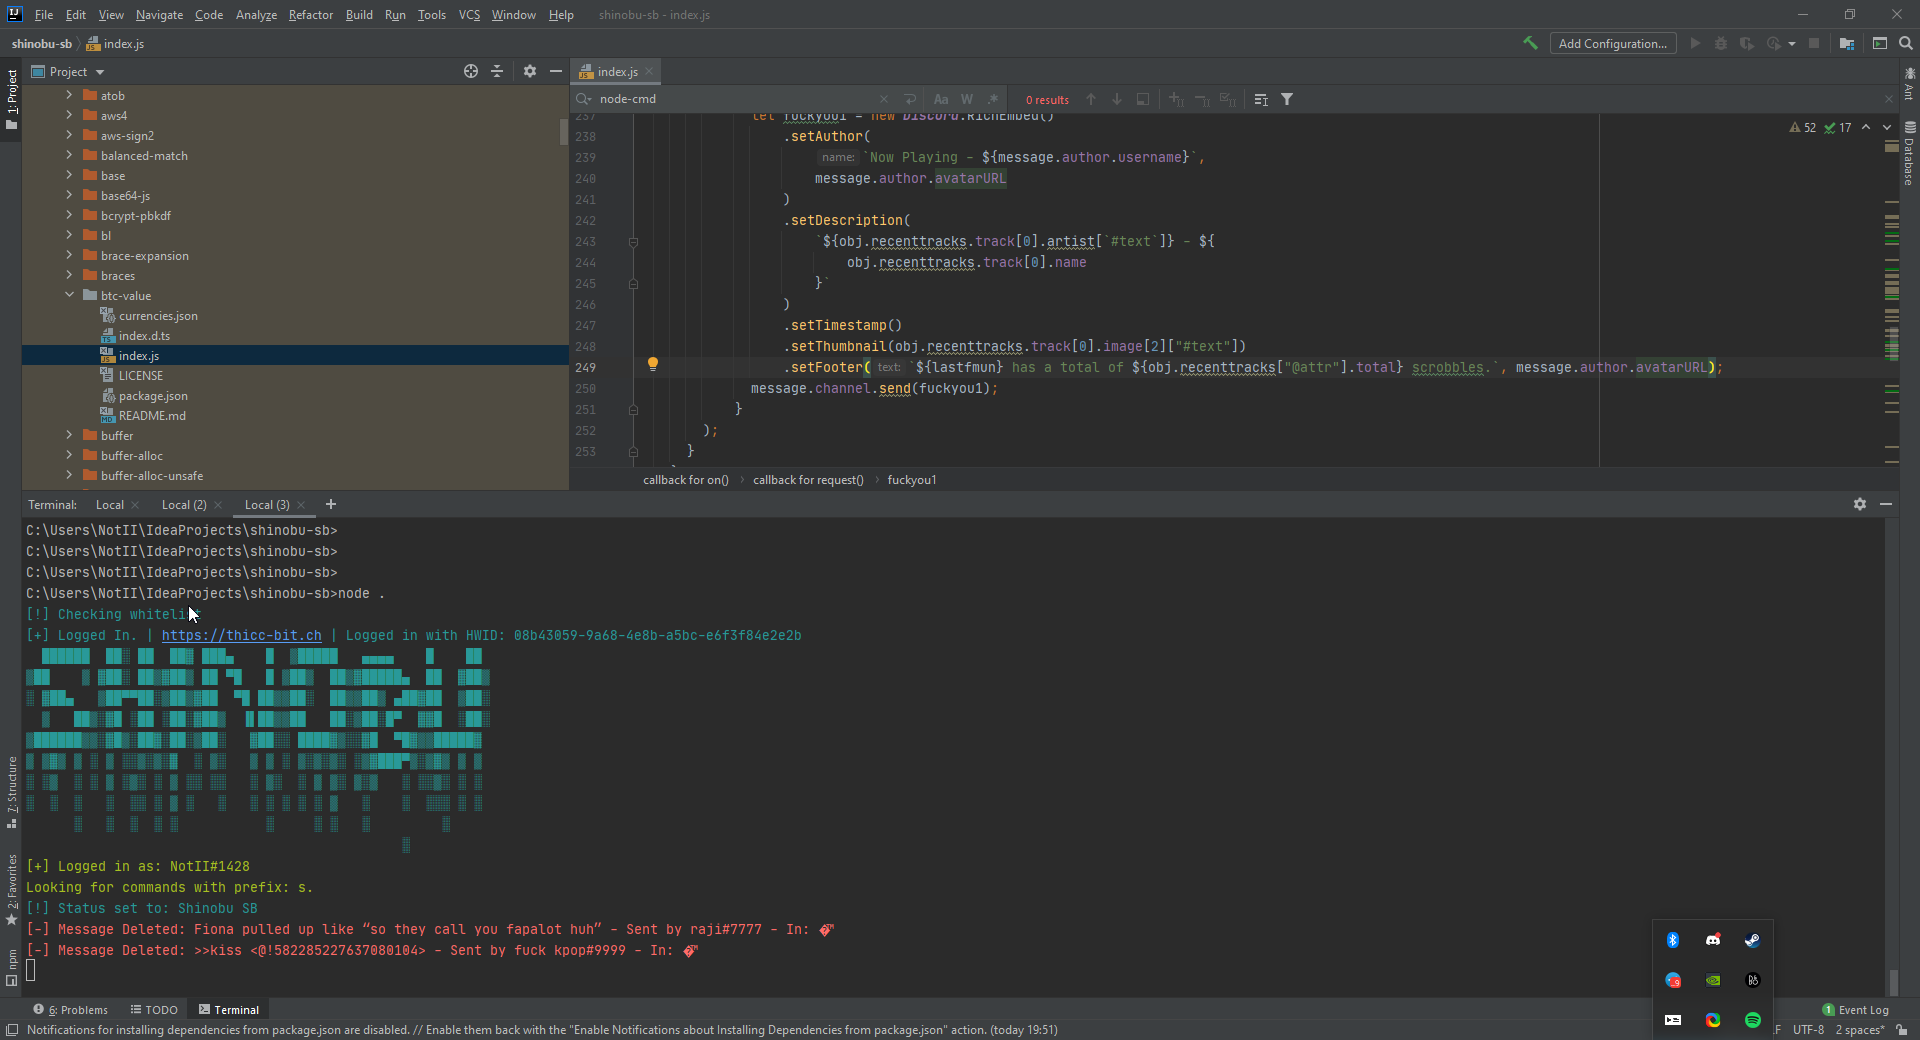 File Edit View Navigate Code Analyze Refactor Build Run Tools VCS Window Help shinobu-sb - index.js
shinobu-sb index.js Add Configuration...
1: Project
Project
index.js
atob
aws4
aws-sign2
balanced-match
base
base64-js
bcrypt-pbkdf
bl
brace-expansion
braces
btc-value
currencies.json
index.d.ts
index.js
LICENSE
package.json
README.md
buffer
buffer-alloc
buffer-alloc-unsafe
node-cmd Aa W .* 0 results
52 17
237 let fuckyou1 = new Discord.RichEmbed()
238 .setAuthor(
239 name: `Now Playing - ${message.author.username}`,
240 message.author.avatarURL
241 )
242 .setDescription(
243 `${obj.recenttracks.track[0].artist[`#text`]} - ${
244 obj.recenttracks.track[0].name
245 }`
246 )
247 .setTimestamp()
248 .setThumbnail(obj.recenttracks.track[0].image[2]["#text"])
249 .setFooter( text: `${lastfmun} has a total of ${obj.recenttracks["@attr"].total} scrobbles.`, message.author.avatarURL);
250 message.channel.send(fuckyou1);
251 }
252 );
253 }
callback for on() callback for request() fuckyou1
Ant
Database
Terminal: Local Local (2) Local (3)
C:\Users\NotII\IdeaProjects\shinobu-sb>
C:\Users\NotII\IdeaProjects\shinobu-sb>
C:\Users\NotII\IdeaProjects\shinobu-sb>
C:\Users\NotII\IdeaProjects\shinobu-sb>node .
[!] Checking whitelist
[+] Logged In. | https://thicc-bit.ch | Logged in with HWID: 08b43059-9a68-4e8b-a5bc-e6f3f84e2e2b
[+] Logged in as: NotII#1428
Looking for commands with prefix: s.
[!] Status set to: Shinobu SB
[-] Message Deleted: Fiona pulled up like “so they call you fapalot huh” - Sent by raji#7777 - In:
[-] Message Deleted: >>kiss <@!582285227637080104> - Sent by fuck kpop#9999 - In:
7: Structure
2: Favorites
npm
6: Problems TODO Terminal 1 Event Log
Notifications for installing dependencies from package.json are disabled. // Enable them back with the "Enable Notifications about Installing Dependencies from package.json" action. (today 19:51) LF UTF-8 2 spaces*